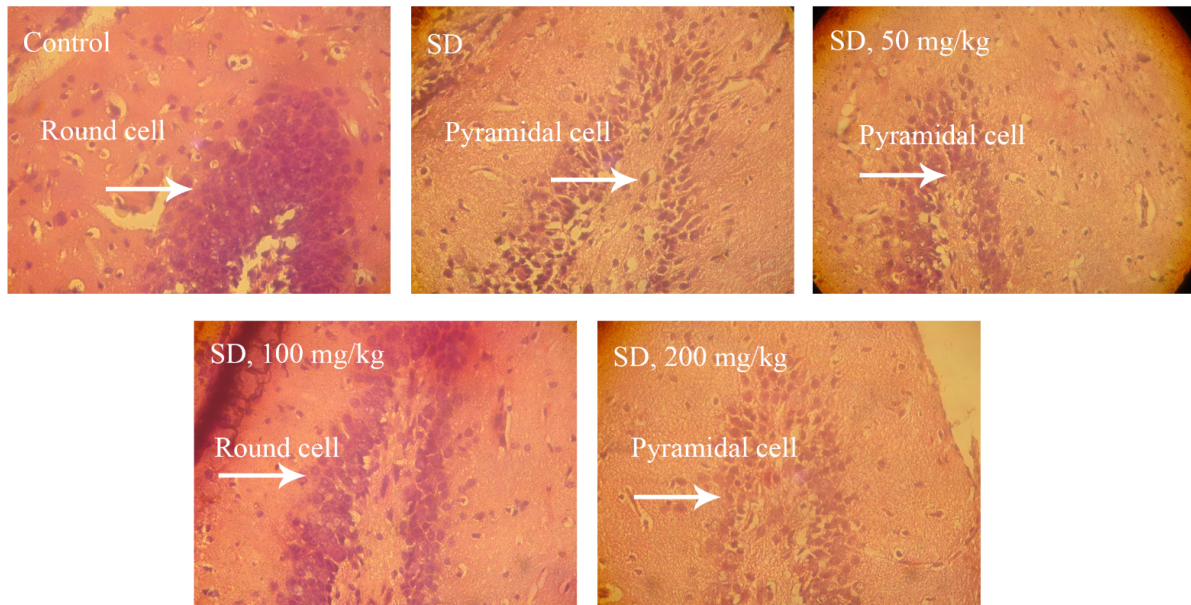 Control
Round cell
SD
Pyramidal cell
SD, 50 mg/kg
Pyramidal cell
SD, 100 mg/kg
Round cell
SD, 200 mg/kg
Pyramidal cell